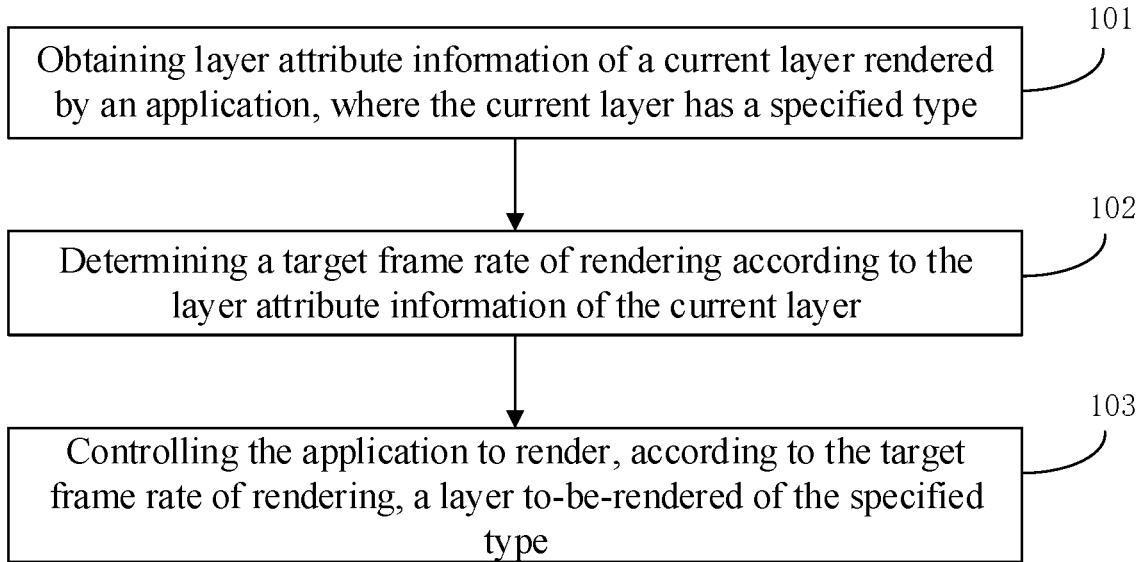 101
Obtaining layer attribute information of a current layer rendered
by an application, where the current layer has a specified type
102
Determining a target frame rate of rendering according to the
layer attribute information of the current layer
103
Controlling the application to render, according to the target
frame rate of rendering, a layer to-be-rendered of the specified
type